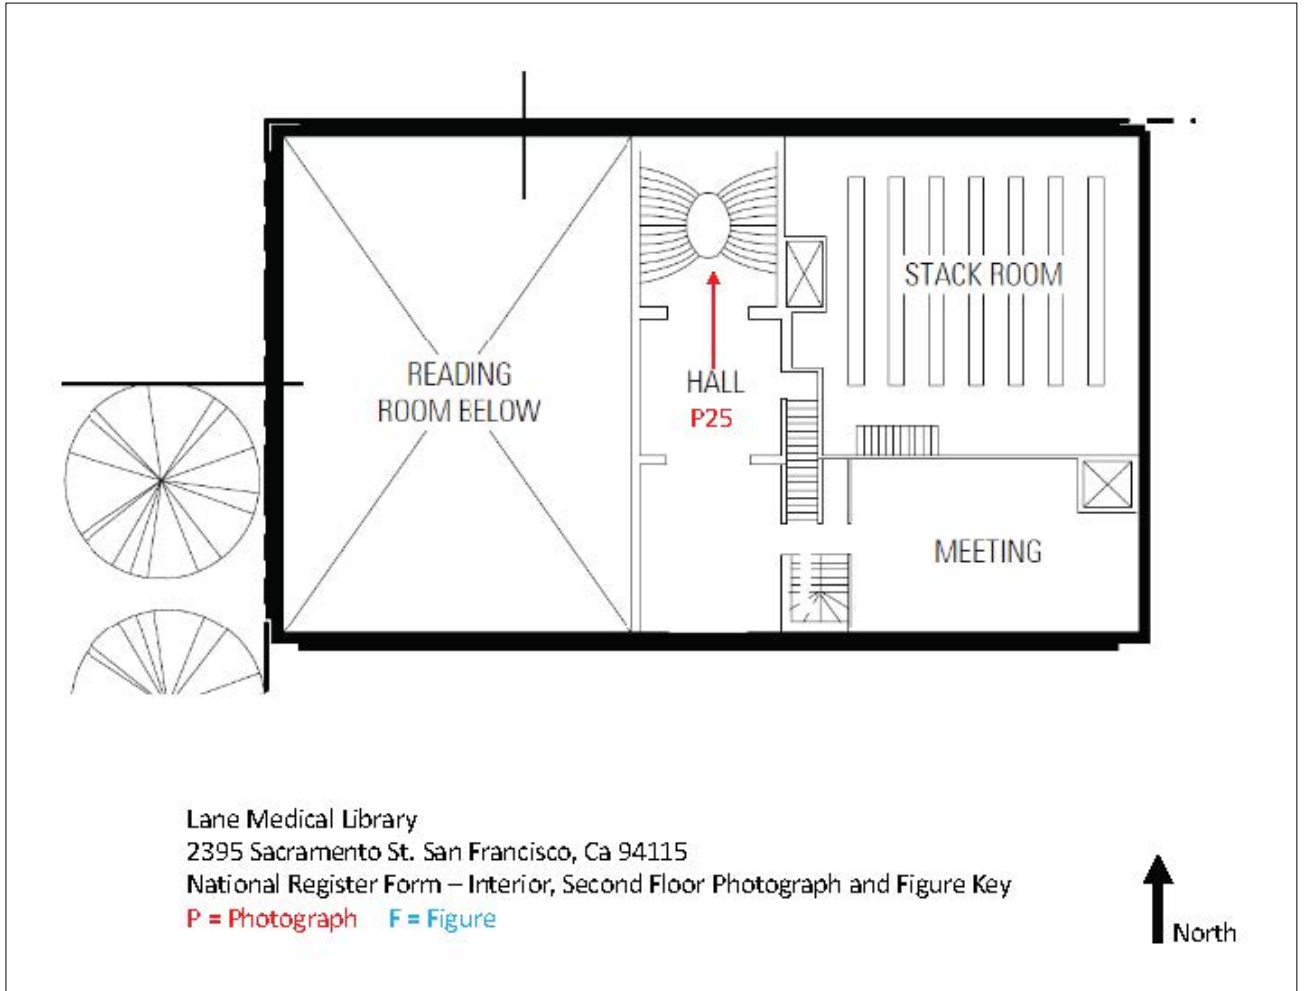 STACK ROOM
READING
ROOM BELOW
HALL
P25
MEETING
Lane Medical Library
2395 Sacramento St. San Francisco, Ca 94115
National Register Form – Interior, Second Floor Photograph and Figure Key
P = Photograph F = Figure
North